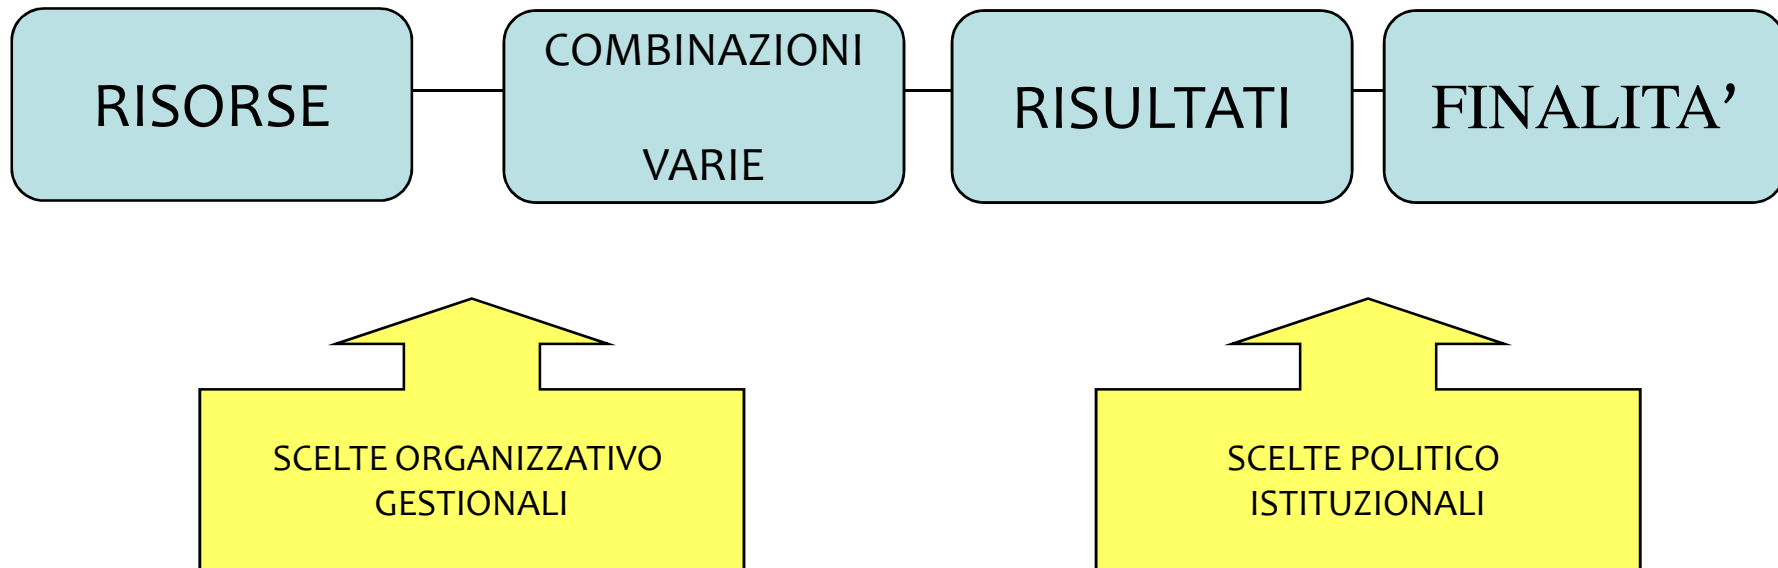 RISORSE
COMBINAZIONI
VARIE
RISULTATI
FINALITA’
SCELTE ORGANIZZATIVO
GESTIONALI
SCELTE POLITICO
ISTITUZIONALI